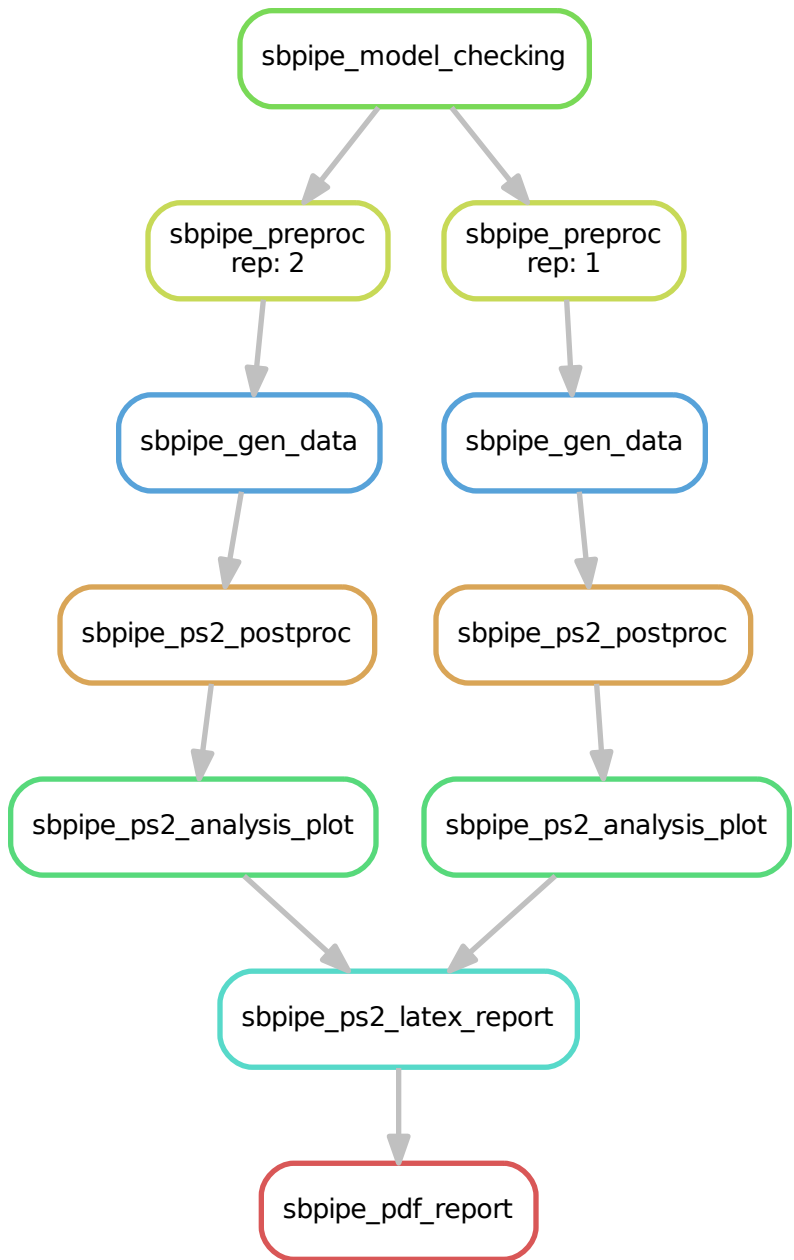 sbpipe_model_checking
sbpipe_preproc
rep: 2
sbpipe_preproc
rep: 1
sbpipe_gen_data
sbpipe_gen_data
sbpipe_ps2_postproc
sbpipe_ps2_postproc
sbpipe_ps2_analysis_plot
sbpipe_ps2_analysis_plot
sbpipe_ps2_latex_report
sbpipe_pdf_report